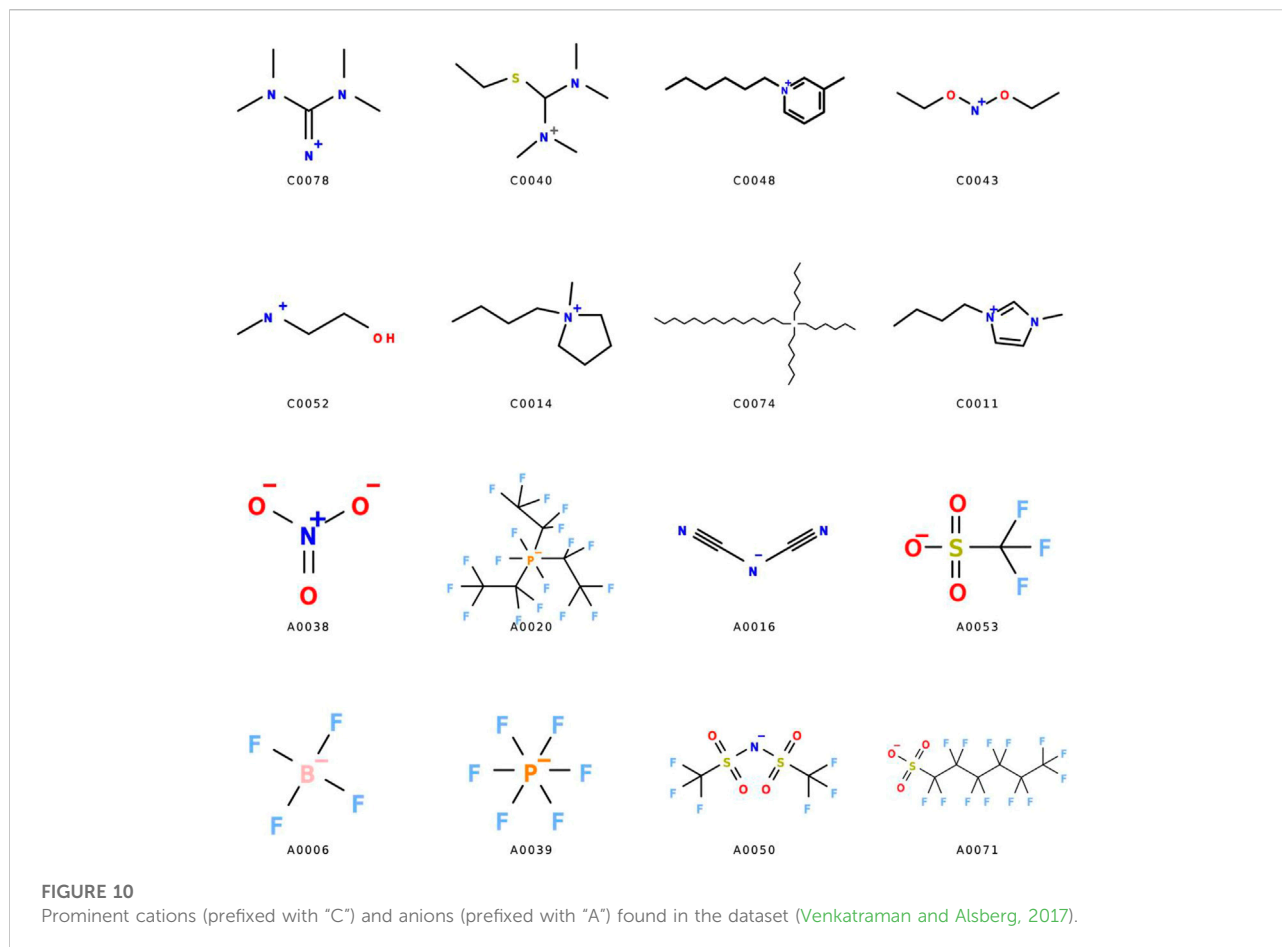 N N N +
C0078
S N N +
C0040
N +
C0048
O N + O
C0043
N + OH
C0052
N +
C0014
C0074
N + N
C0011
O − N + O − O
A0038
F F F F F F F P − F F F F F F F F F F F
A0020
N N − N
A0016
O O − S O F F F
A0053
F F B − F F
A0006
F F F P − F F F
A0039
O N − O S S F F F O O F F F
A0050
O − O S O F F F F F F F F F F F F F
A0071
FIGURE 10
Prominent cations (prefixed with “C”) and anions (prefixed with “A”) found in the dataset (Venkatraman and Alsberg, 2017).